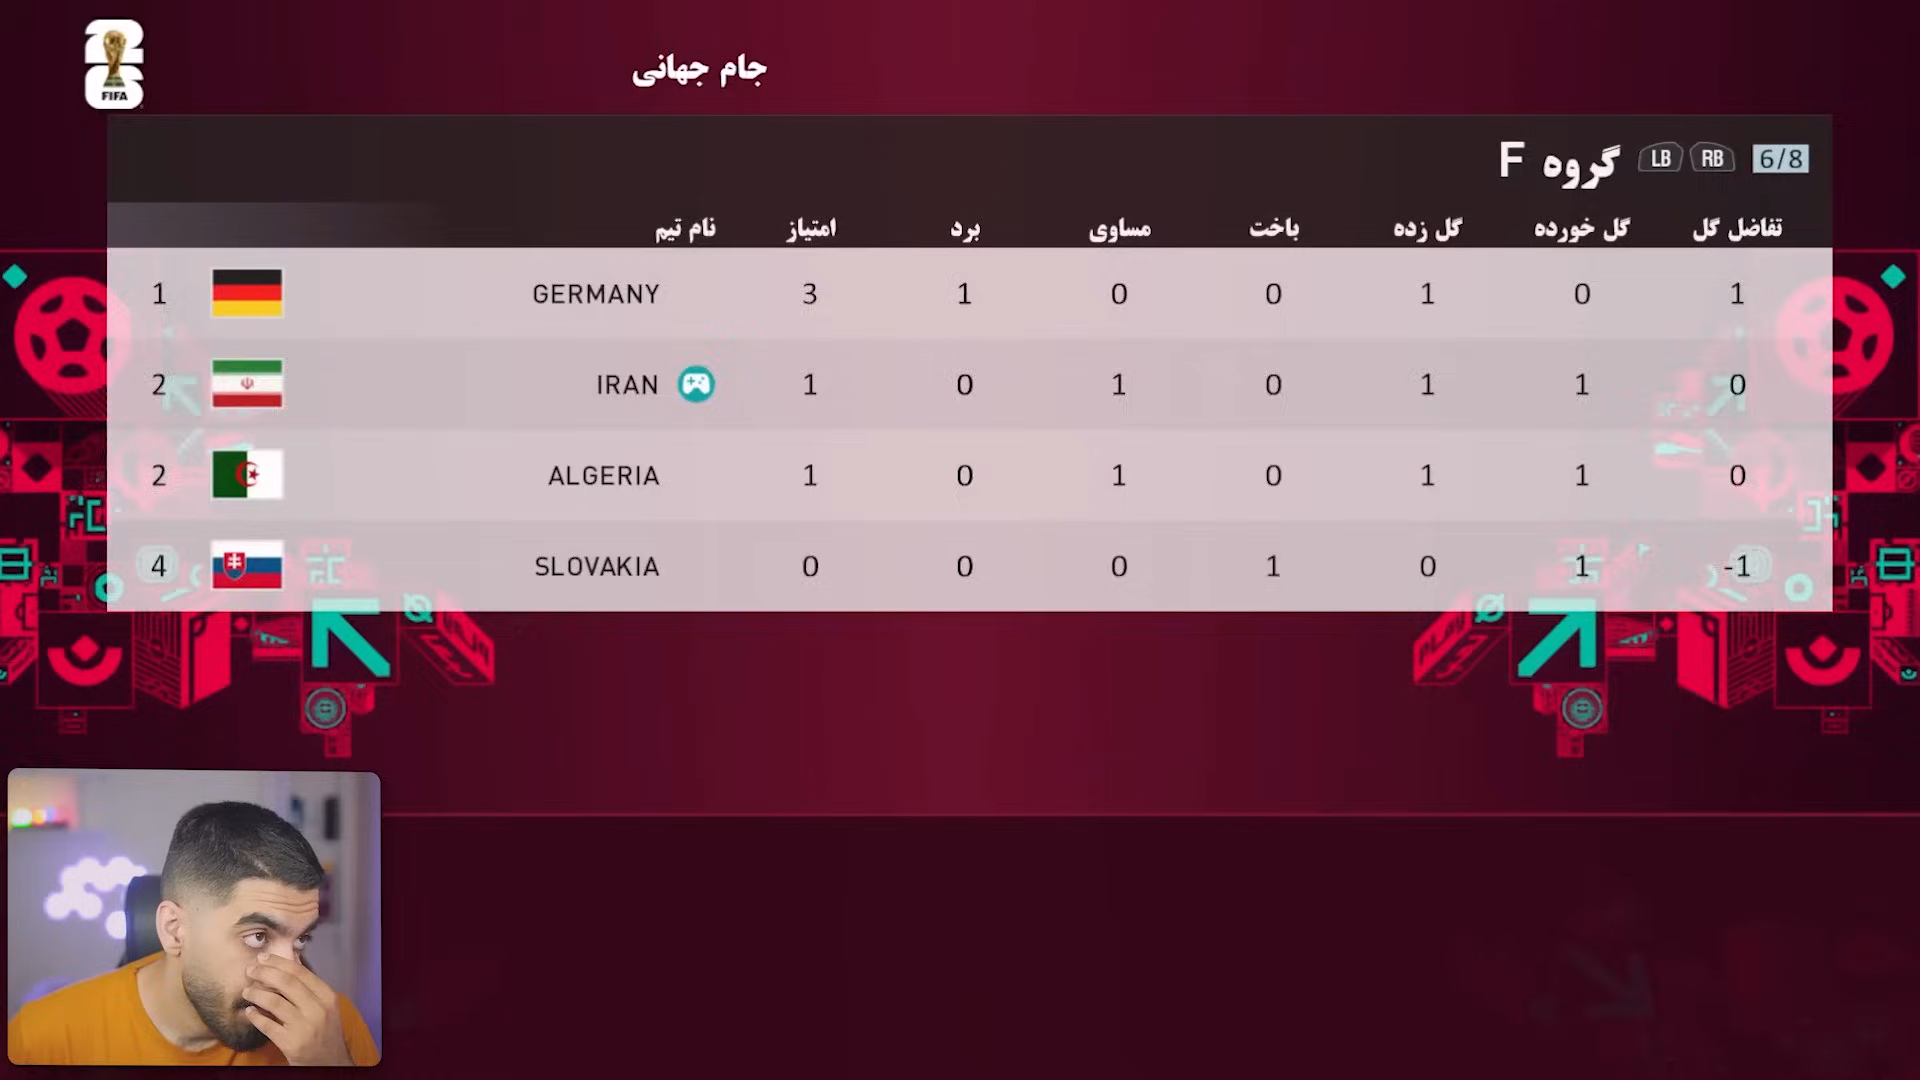 FIFA
جام جهانی
گروه F LB RB 6/8
نام تیم امتیاز برد مساوی باخت گل زده گل خورده تفاضل گل
1 GERMANY 3 1 0 0 1 0 1
2 IRAN 1 0 1 0 1 1 0
2 ALGERIA 1 0 1 0 1 1 0
4 SLOVAKIA 0 0 0 1 0 1 -1